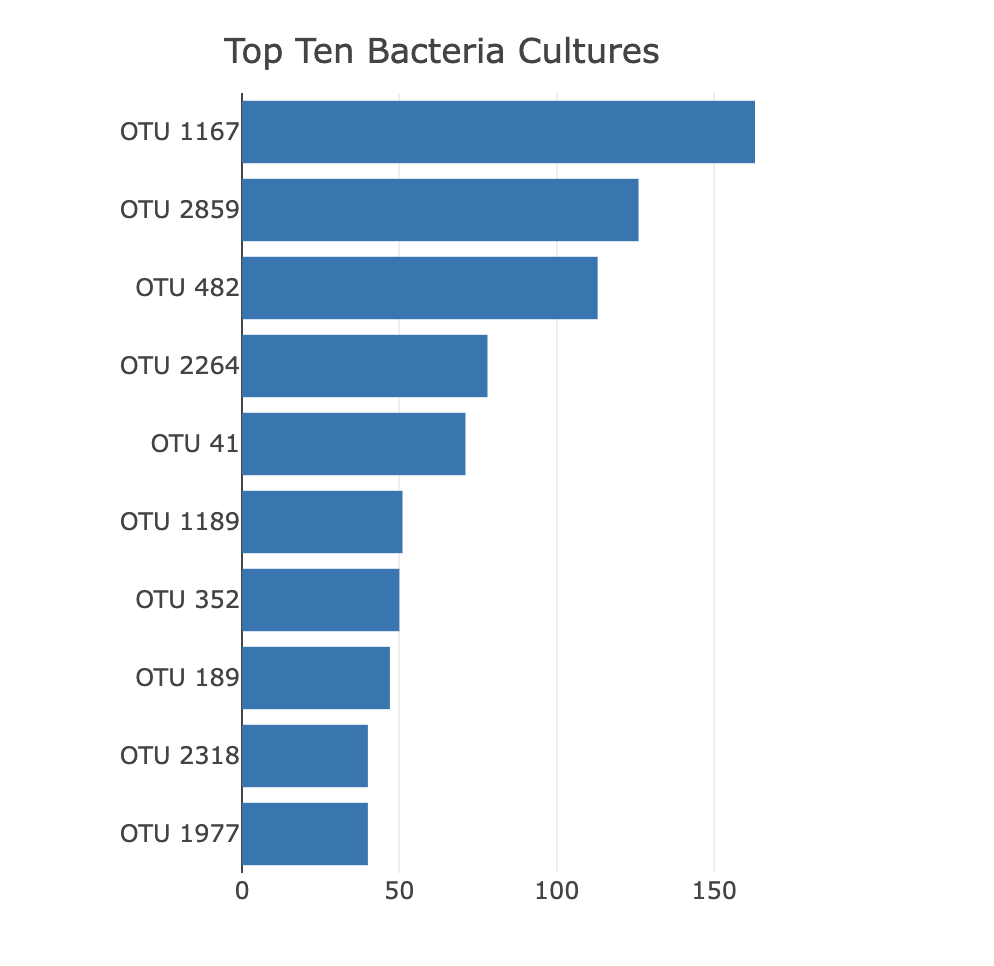 Top Ten Bacteria Cultures
OTU 1167
OTU 2859
OTU 482
OTU 2264
OTU 41
OTU 1189
OTU 352
OTU 189
OTU 2318
OTU 1977
0 50 100 150